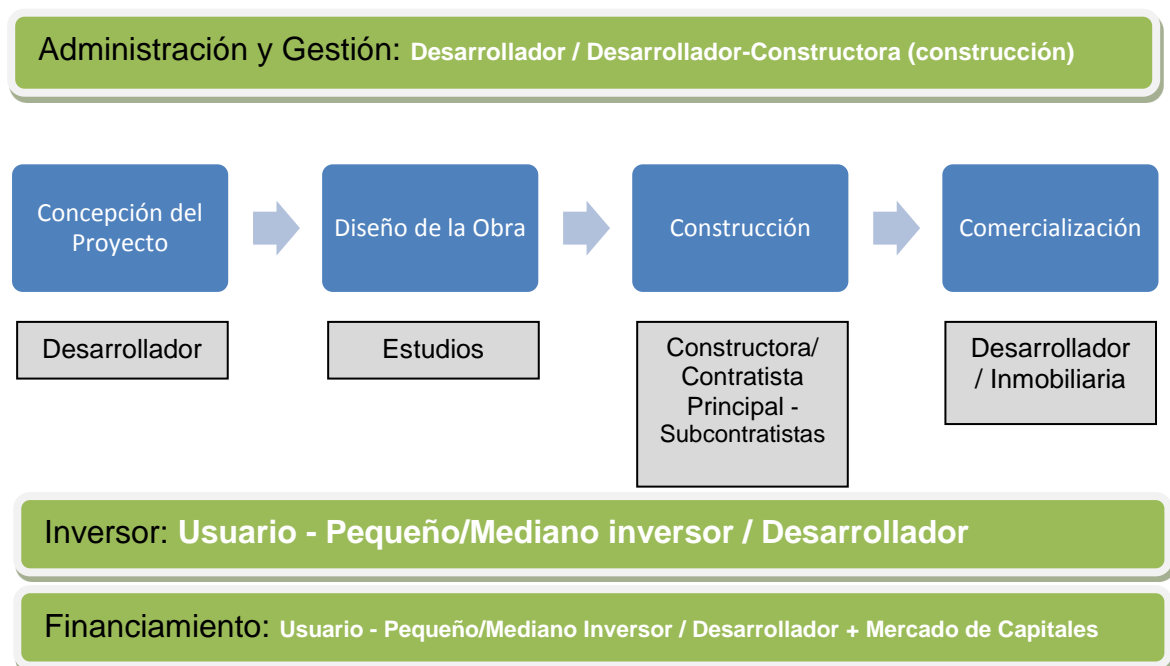 Administración y Gestión: Desarrollador / Desarrollador-Constructora (construcción)
Concepción del
Proyecto
Diseño de la Obra
Construcción
Comercialización
Desarrollador
Estudios
Constructora/
Contratista
Principal -
Subcontratistas
Desarrollador
/ Inmobiliaria
Inversor: Usuario - Pequeño/Mediano inversor / Desarrollador
Financiamiento: Usuario - Pequeño/Mediano Inversor / Desarrollador + Mercado de Capitales